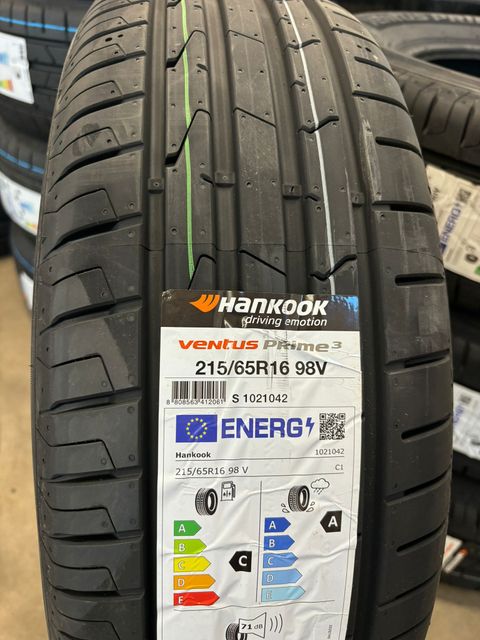 HANKOOK
driving emotion
ventus Prime³
215/65R16 98V
8 808563 412061
S 1021042
ENERG
Hankook
1021042
215/65R16 98 V
C1
A
B
C
D
E
C
A
B
C
D
E
A
71 dB